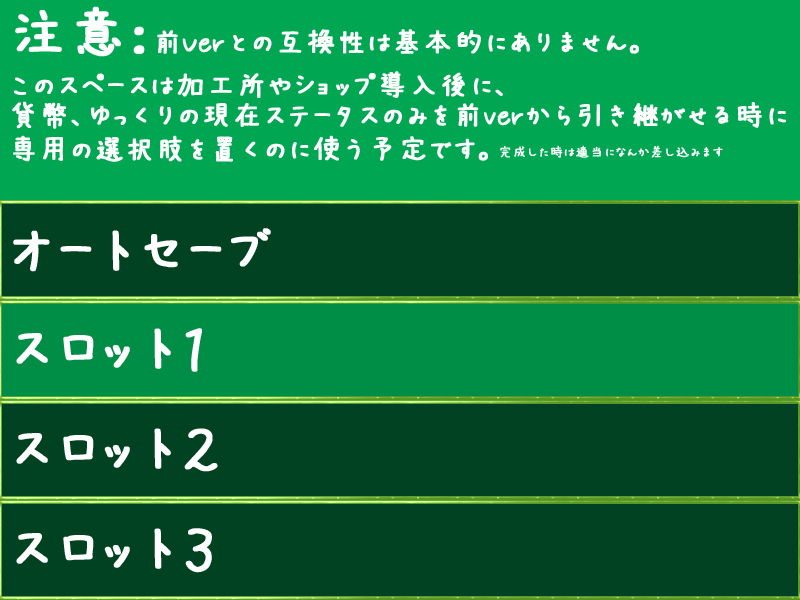 注意:前verとの互換性は基本的にありません。
このスペースは加工所やショップ導入後に、
貨幣、ゆっくりの現在ステータスのみを前verから引き継がせる時に
専用の選択肢を置くのに使う予定です。完成した時は適当になんか差し込みます
オートセーブ
スロット1
スロット2
スロット3